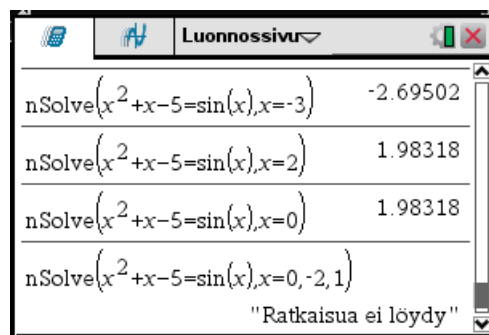 Luonnossivu
nSolve(x²+x−5=sin(x),x=-3) -2.69502
nSolve(x²+x−5=sin(x),x=2) 1.98318
nSolve(x²+x−5=sin(x),x=0) 1.98318
nSolve(x²+x−5=sin(x),x=0,-2,1)
"Ratkaisua ei löydy"